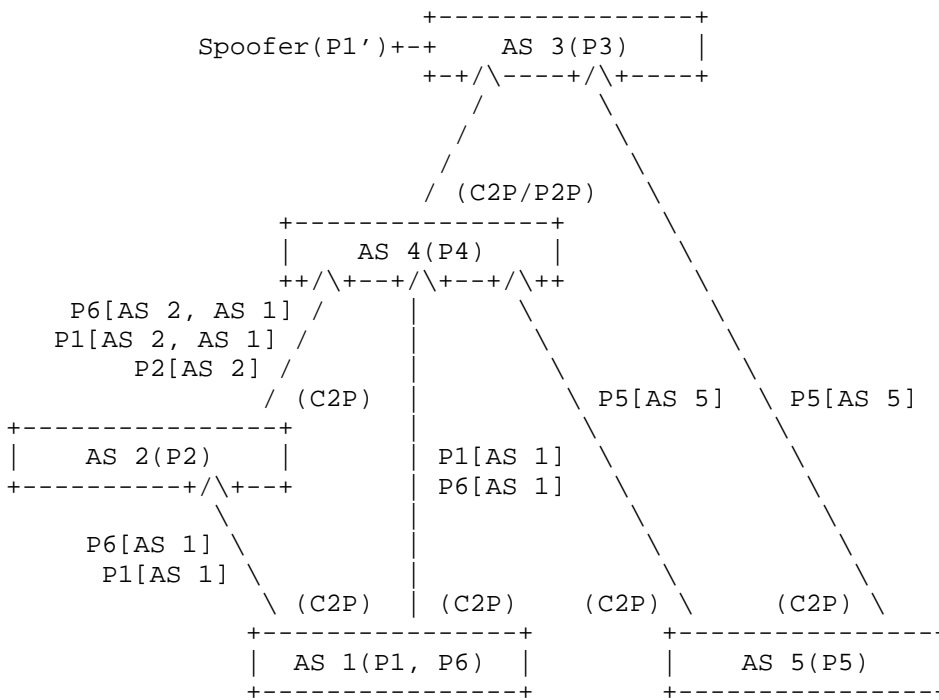 AS 3(P3)
Spoofer(P1')
(C2P/P2P)
AS 4(P4)
P6[AS 2, AS 1]
P1[AS 2, AS 1]
P2[AS 2]
(C2P)
P5[AS 5]
P5[AS 5]
AS 2(P2)
P1[AS 1]
P6[AS 1]
P6[AS 1]
P1[AS 1]
(C2P)
(C2P)
(C2P)
(C2P)
AS 1(P1, P6)
AS 5(P5)